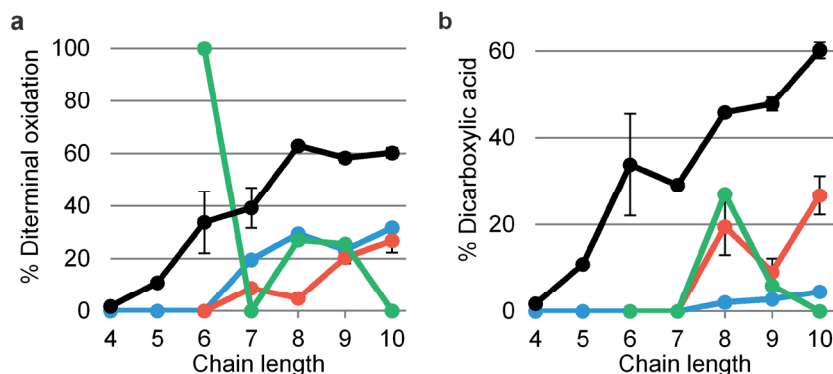 a
% Diterminal oxidation
100
80
60
40
20
0
4 5 6 7 8 9 10
Chain length
b
% Dicarboxylic acid
60
40
20
0
4 5 6 7 8 9 10
Chain length